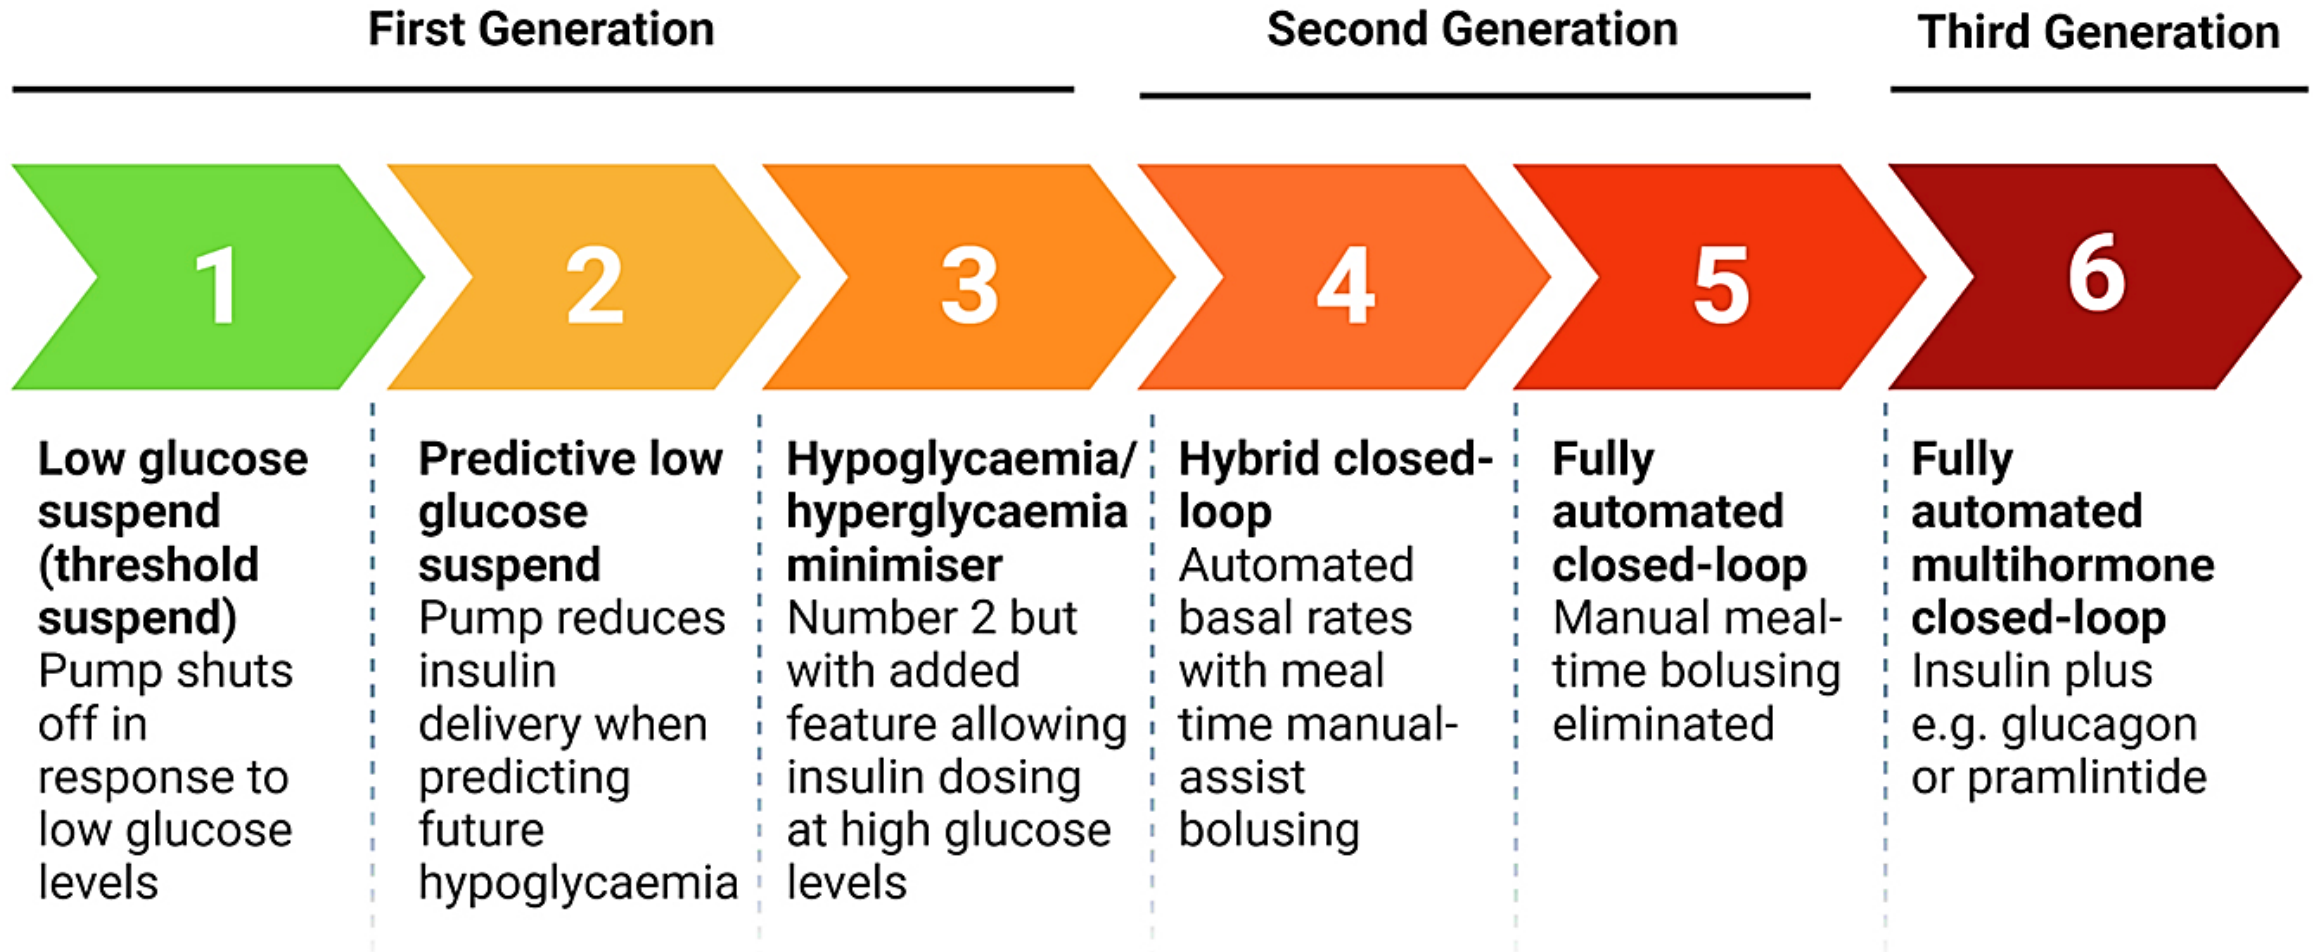 First Generation
Second Generation
Third Generation
1
2
3
4
5
6
Low glucose
suspend
(threshold
suspend)
Pump shuts
off in
response to
low glucose
levels
Predictive low
glucose
suspend
Pump reduces
insulin
delivery when
predicting
future
hypoglycaemia
Hypoglycaemia/
hyperglycaemia
minimiser
Number 2 but
with added
feature allowing
insulin dosing
at high glucose
levels
Hybrid closed-
loop
Automated
basal rates
with meal
time manual-
assist
bolusing
Fully
automated
closed-loop
Manual meal-
time bolusing
eliminated
Fully
automated
multihormone
closed-loop
Insulin plus
e.g. glucagon
or pramlintide